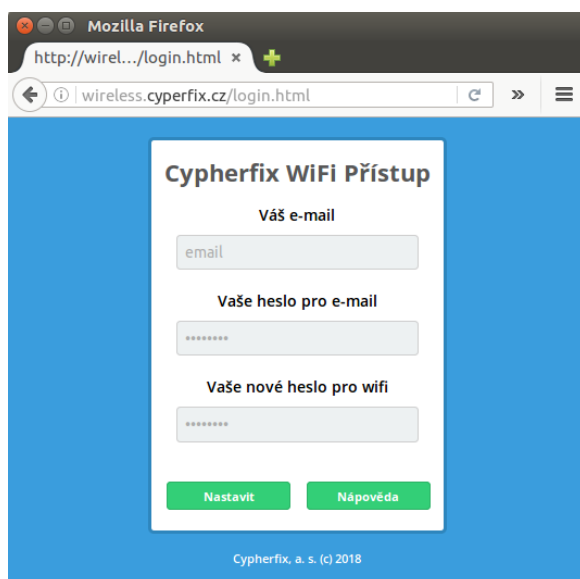 Mozilla Firefox
http://wirel.../login.html
wireless.cyperfix.cz/login.html
Cypherfix WiFi Přístup
Váš e-mail
email
Vaše heslo pro e-mail
••••••••
Vaše nové heslo pro wifi
••••••••
Nastavit Nápověda
Cypherfix, a. s. (c) 2018